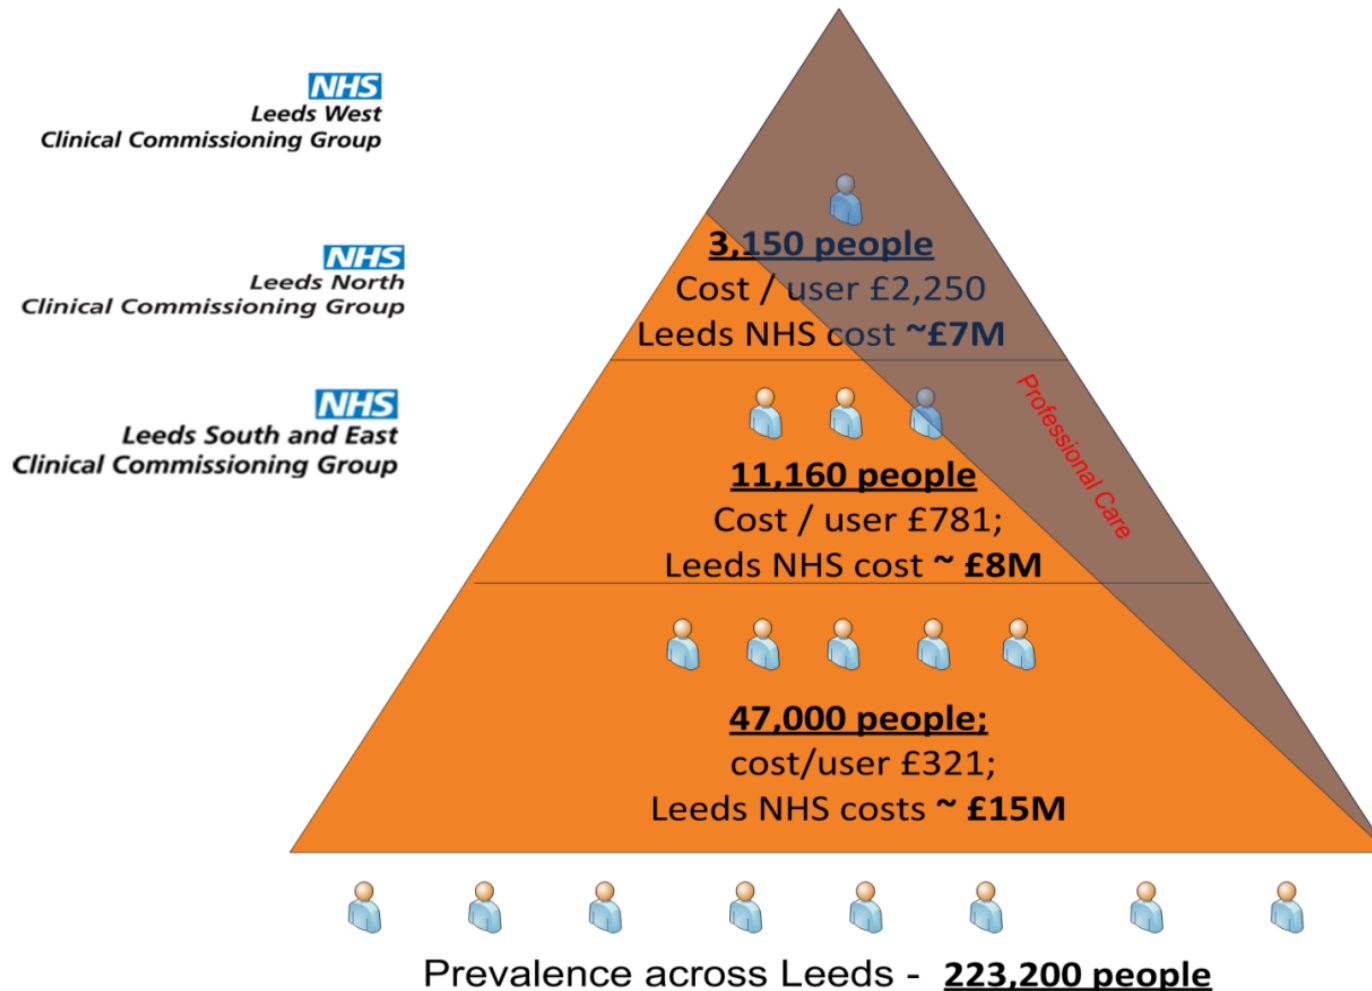 NHS
Leeds West
Clinical Commissioning Group
NHS
Leeds North
Clinical Commissioning Group
NHS
Leeds South and East
Clinical Commissioning Group
3,150 people
Cost / user £2,250
Leeds NHS cost ~£7M
Professional Care
11,160 people
Cost / user £781;
Leeds NHS cost ~ £8M
47,000 people;
cost/user £321;
Leeds NHS costs ~ £15M
Prevalence across Leeds - 223,200 people